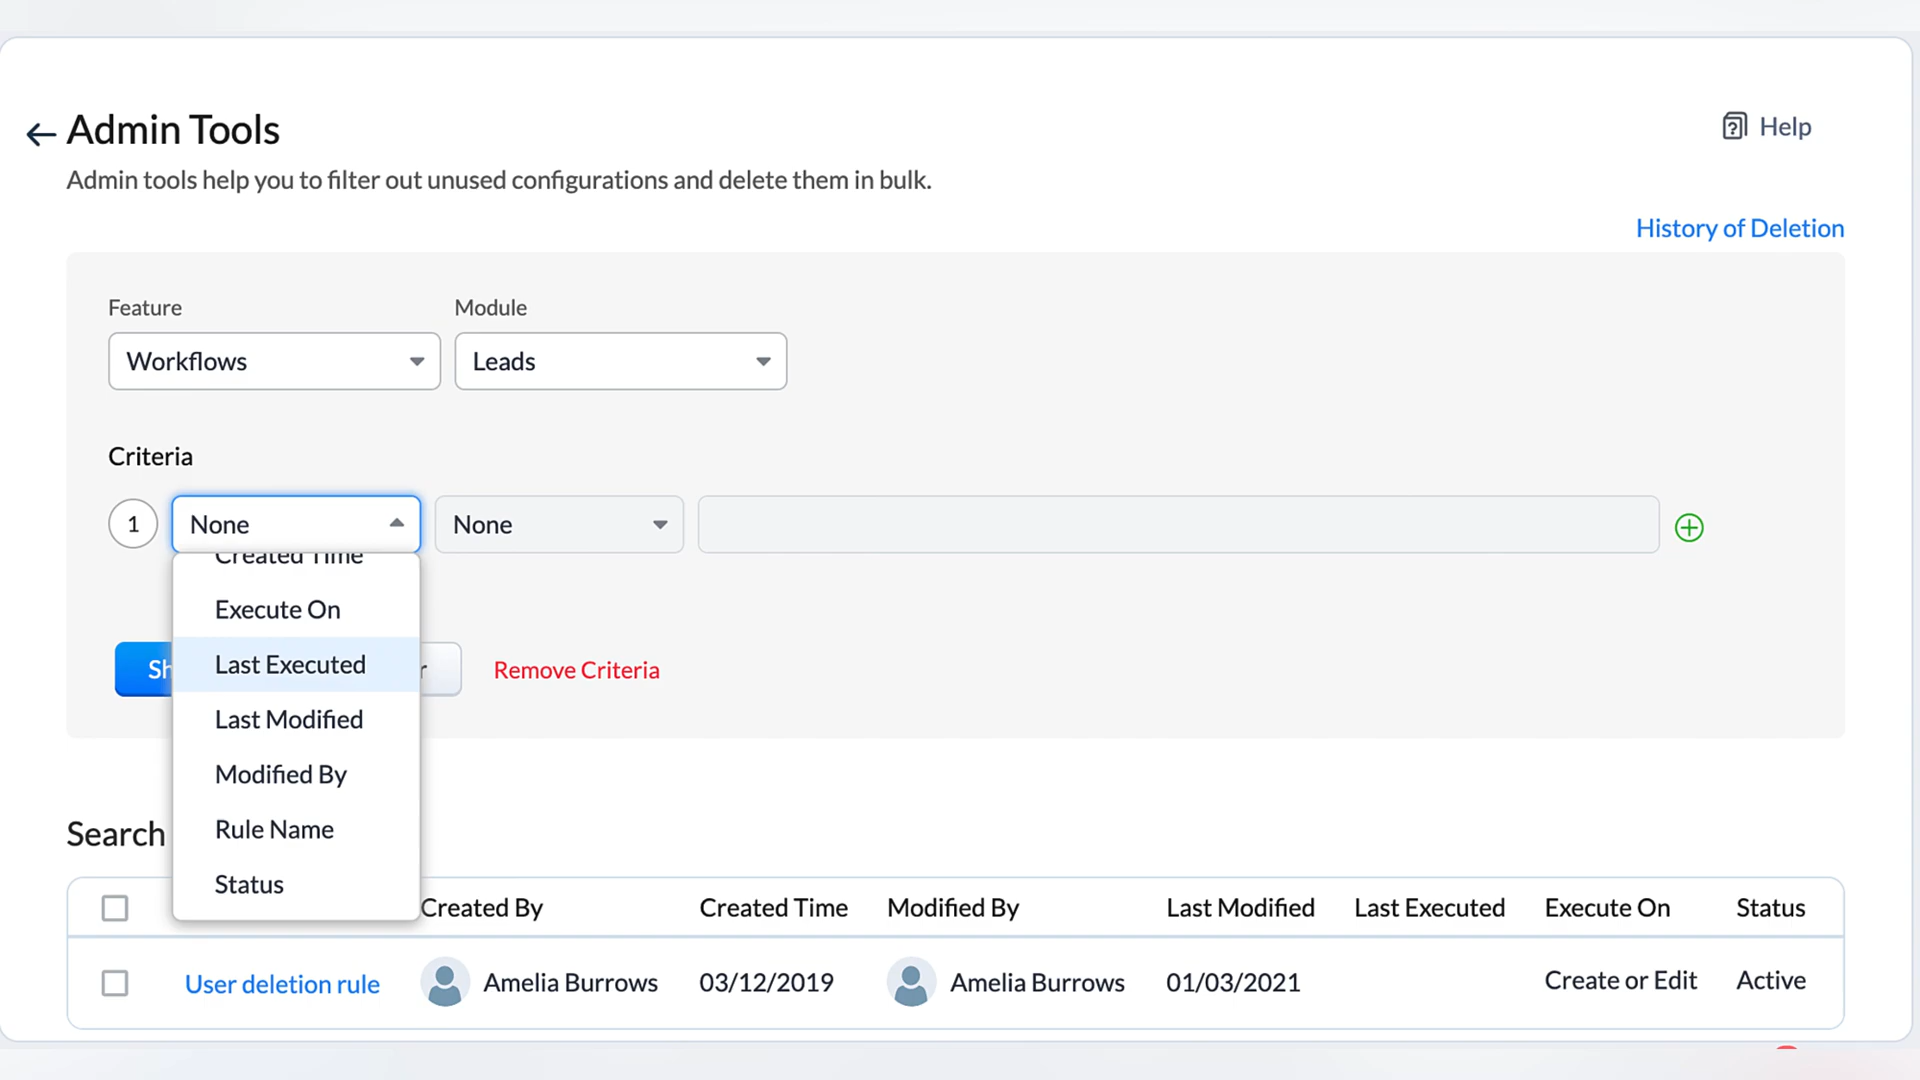 Admin Tools
Help
Admin tools help you to filter out unused configurations and delete them in bulk.
History of Deletion
Feature
Module
Workflows
Leads
Criteria
1
None
None
Created Time
Execute On
Last Executed
Last Modified
Modified By
Rule Name
Status
Sh
r
Remove Criteria
Search
Created By
Created Time
Modified By
Last Modified
Last Executed
Execute On
Status
User deletion rule
Amelia Burrows
03/12/2019
Amelia Burrows
01/03/2021
Create or Edit
Active